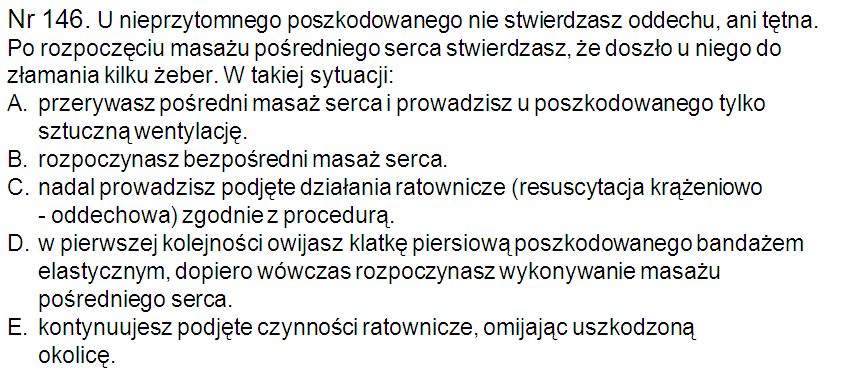 Nr 146. U nieprzytomnego poszkodowanego nie stwierdzasz oddechu, ani tętna.
Po rozpoczęciu masażu pośredniego serca stwierdzasz, że doszło u niego do
złamania kilku żeber. W takiej sytuacji:
A. przerywasz pośredni masaż serca i prowadzisz u poszkodowanego tylko
sztuczną wentylację.
B. rozpoczynasz bezpośredni masaż serca.
C. nadal prowadzisz podjęte działania ratownicze (resuscytacja krążeniowo
- oddechowa) zgodnie z procedurą.
D. w pierwszej kolejności owijasz klatkę piersiową poszkodowanego bandażem
elastycznym, dopiero wówczas rozpoczynasz wykonywanie masażu
pośredniego serca.
E. kontynuujesz podjęte czynności ratownicze, omijając uszkodzoną
okolicę.